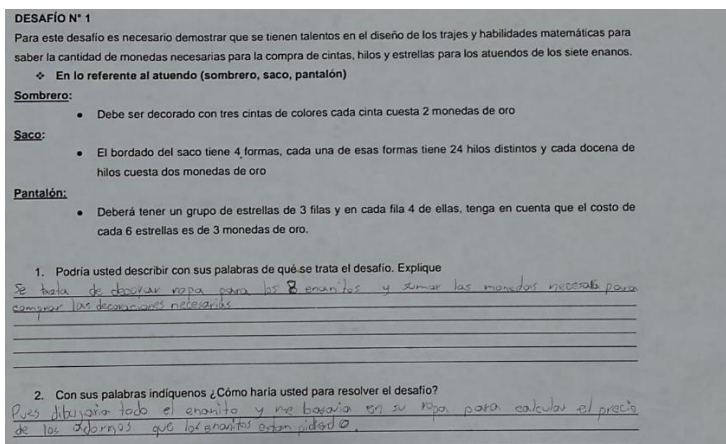 DESAFÍO N° 1
Para este desafío es necesario demostrar que se tienen talentos en el diseño de los trajes y habilidades matemáticas para
saber la cantidad de monedas necesarias para la compra de cintas, hilos y estrellas para los atuendos de los siete enanos.
❖ En lo referente al atuendo (sombrero, saco, pantalón)
Sombrero:
• Debe ser decorado con tres cintas de colores cada cinta cuesta 2 monedas de oro
Saco:
• El bordado del saco tiene 4 formas, cada una de esas formas tiene 24 hilos distintos y cada docena de
hilos cuesta dos monedas de oro
Pantalón:
• Deberá tener un grupo de estrellas de 3 filas y en cada fila 4 de ellas, tenga en cuenta que el costo de
cada 6 estrellas es de 3 monedas de oro.
1. Podría usted describir con sus palabras de qué se trata el desafío. Explique
Se trata de decorar ropa para los 8 enanitos y sumar las monedas para
comprar las decoraciones necesarias
2. Con sus palabras indíquenos ¿Cómo haría usted para resolver el desafío?
Pues dibujaria todo el enanito y me basaria en su ropa para calcular el precio
de los adornos que los enanitos